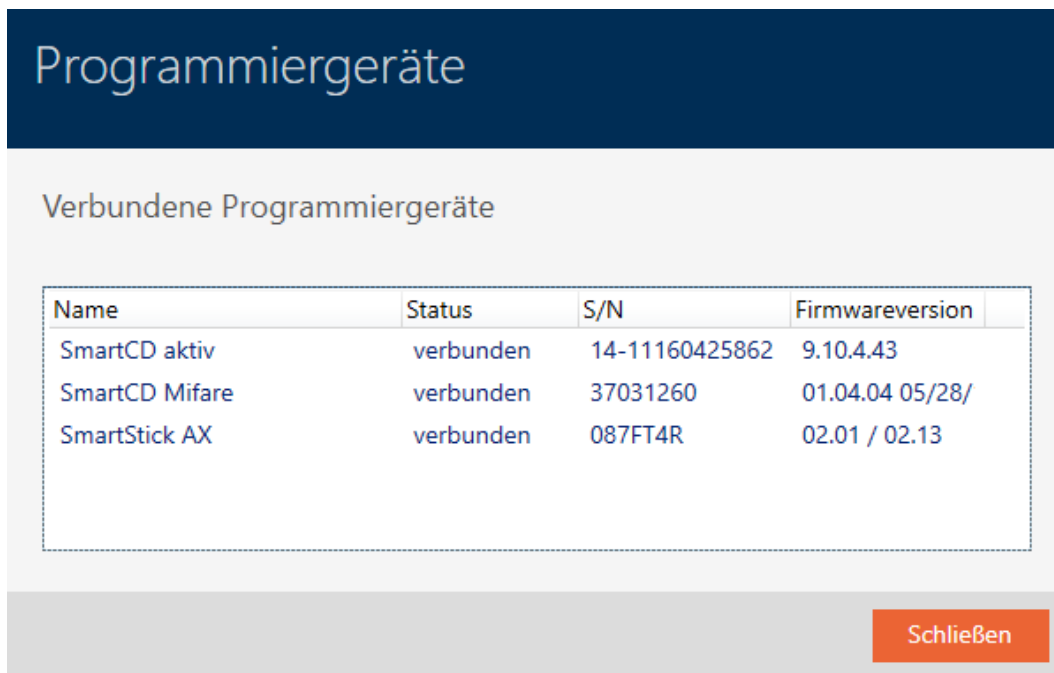 Programmiergeräte
Verbundene Programmiergeräte
Name Status S/N Firmwareversion
SmartCD aktiv verbunden 14-11160425862 9.10.4.43
SmartCD Mifare verbunden 37031260 01.04.04 05/28/
SmartStick AX verbunden 087FT4R 02.01 / 02.13
Schließen